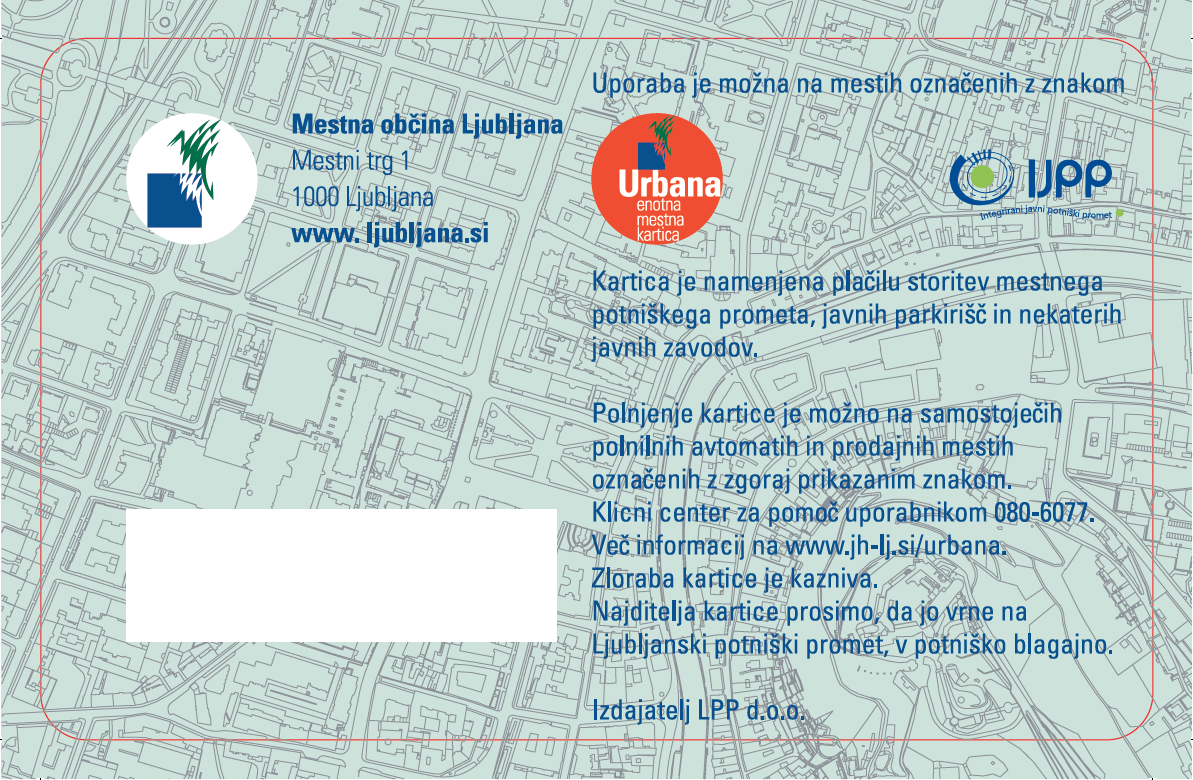 Mestna občina Ljubljana
Mestni trg 1
1000 Ljubljana
www. ljubljana.si
Uporaba je možna na mestih označenih z znakom
Urbana
enotna
mestna
kartica
IJPP
Integrirani javni potniški promet
Kartica je namenjena plačilu storitev mestnega
potniškega prometa, javnih parkirišč in nekaterih
javnih zavodov.
Polnjenje kartice je možno na samostoječih
polnilnih avtomatih in prodajnih mestih
označenih z zgoraj prikazanim znakom.
Klicni center za pomoč uporabnikom 080-6077.
Več informacij na www.jh-lj.si/urbana.
Zloraba kartice je kazniva.
Najditelja kartice prosimo, da jo vrne na
Ljubljanski potniški promet, v potniško blagajno.
Izdajatelj LPP d.o.o.